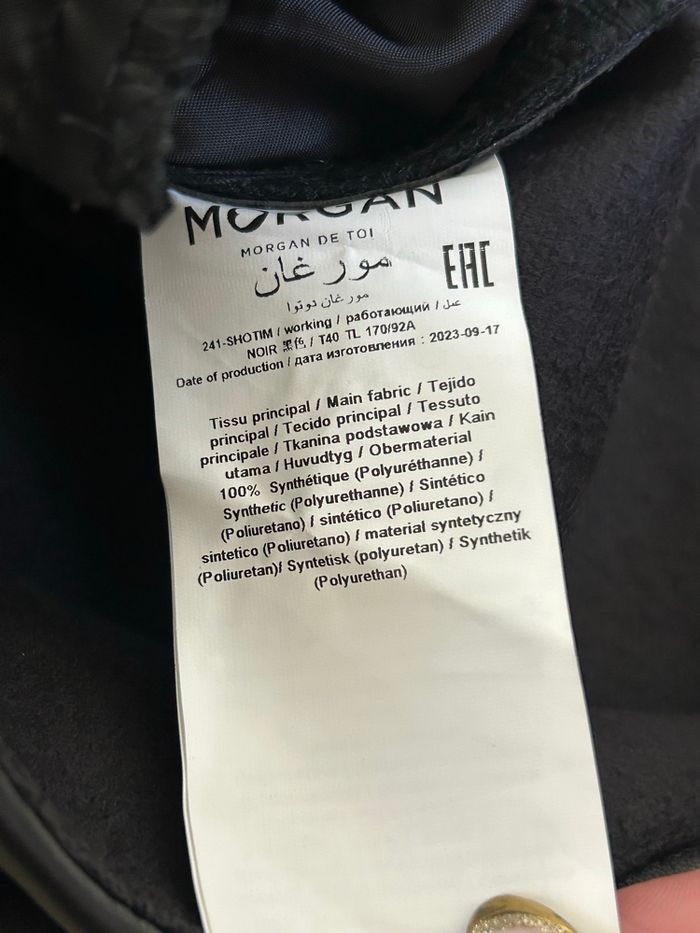 MORGAN
MORGAN DE TOI
مورغان
EAC
مورغان دوتوا
241-SHOTIM / working / работающий / عمل
NOIR 黑色 / T40 TL 170/92A
Date of production / дата изготовления : 2023-09-17
Tissu principal / Main fabric / Tejido
principal / Tecido principal / Tessuto
principale / Tkanina podstawowa / Kain
utama / Huvudtyg / Obermaterial
100% Synthétique (Polyuréthanne) /
Synthetic (Polyurethanne) / Sintético
(Poliuretano) / sintético (Poliuretano) /
sintetico (Poliuretano) / material syntetyczny
(Poliuretan)/ Syntetisk (polyuretan) / Synthetik
(Polyurethan)